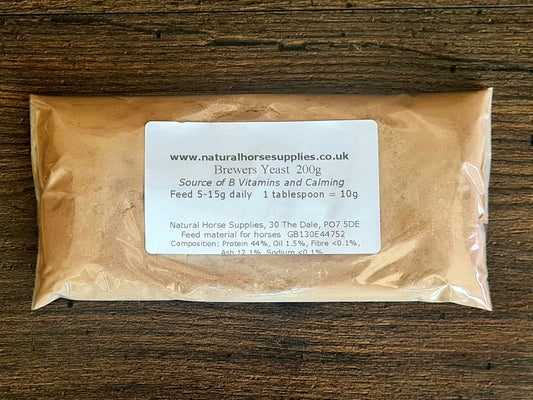 www.naturalhorsesupplies.co.uk
Brewers Yeast 200g
Source of B Vitamins and Calming
Feed 5-15g daily 1 tablespoon = 10g
Natural Horse Supplies, 30 The Dale, PO7 5DE
Feed material for horses GB130E44752
Composition: Protein 44%, Oil 1.5%, Fibre <0.1%,
Ash 12.1%, Sodium <0.1%